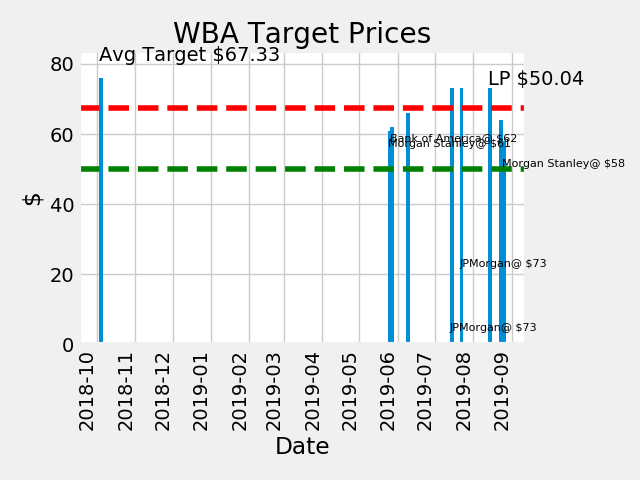 WBA Target Prices
Avg Target $67.33
LP $50.04
80
60
40
20
0
$
Bank of America@ $62
Morgan Stanley@ $61
Morgan Stanley@ $58
JPMorgan@ $73
JPMorgan@ $73
2018-10
2018-11
2018-12
2019-01
2019-02
2019-03
2019-04
2019-05
2019-06
2019-07
2019-08
2019-09
Date